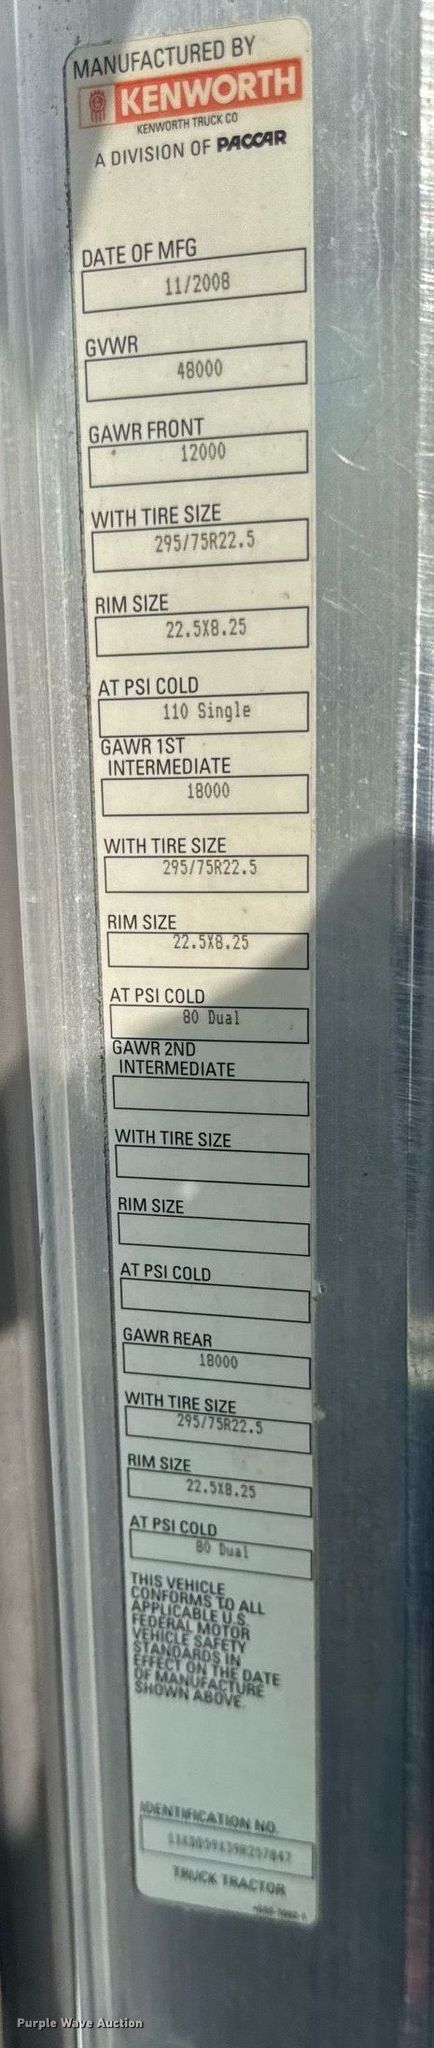 MANUFACTURED BY
KENWORTH
KENWORTH TRUCK CO
A DIVISION OF PACCAR
DATE OF MFG
11/2008
GVWR
48000
GAWR FRONT
12000
WITH TIRE SIZE
295/75R22.5
RIM SIZE
22.5X8.25
AT PSI COLD
110 Single
GAWR 1ST
INTERMEDIATE
18000
WITH TIRE SIZE
295/75R22.5
RIM SIZE
22.5X8.25
AT PSI COLD
80 Dual
GAWR 2ND
INTERMEDIATE
WITH TIRE SIZE
RIM SIZE
AT PSI COLD
GAWR REAR
18000
WITH TIRE SIZE
295/75R22.5
RIM SIZE
22.5X8.25
AT PSI COLD
80 Dual
THIS VEHICLE
CONFORMS TO ALL
APPLICABLE U.S.
FEDERAL MOTOR
VEHICLE SAFETY
STANDARDS IN
EFFECT ON THE DATE
OF MANUFACTURE
SHOWN ABOVE.
IDENTIFICATION NO.
TRUCK TRACTOR
Purple Wave Auction